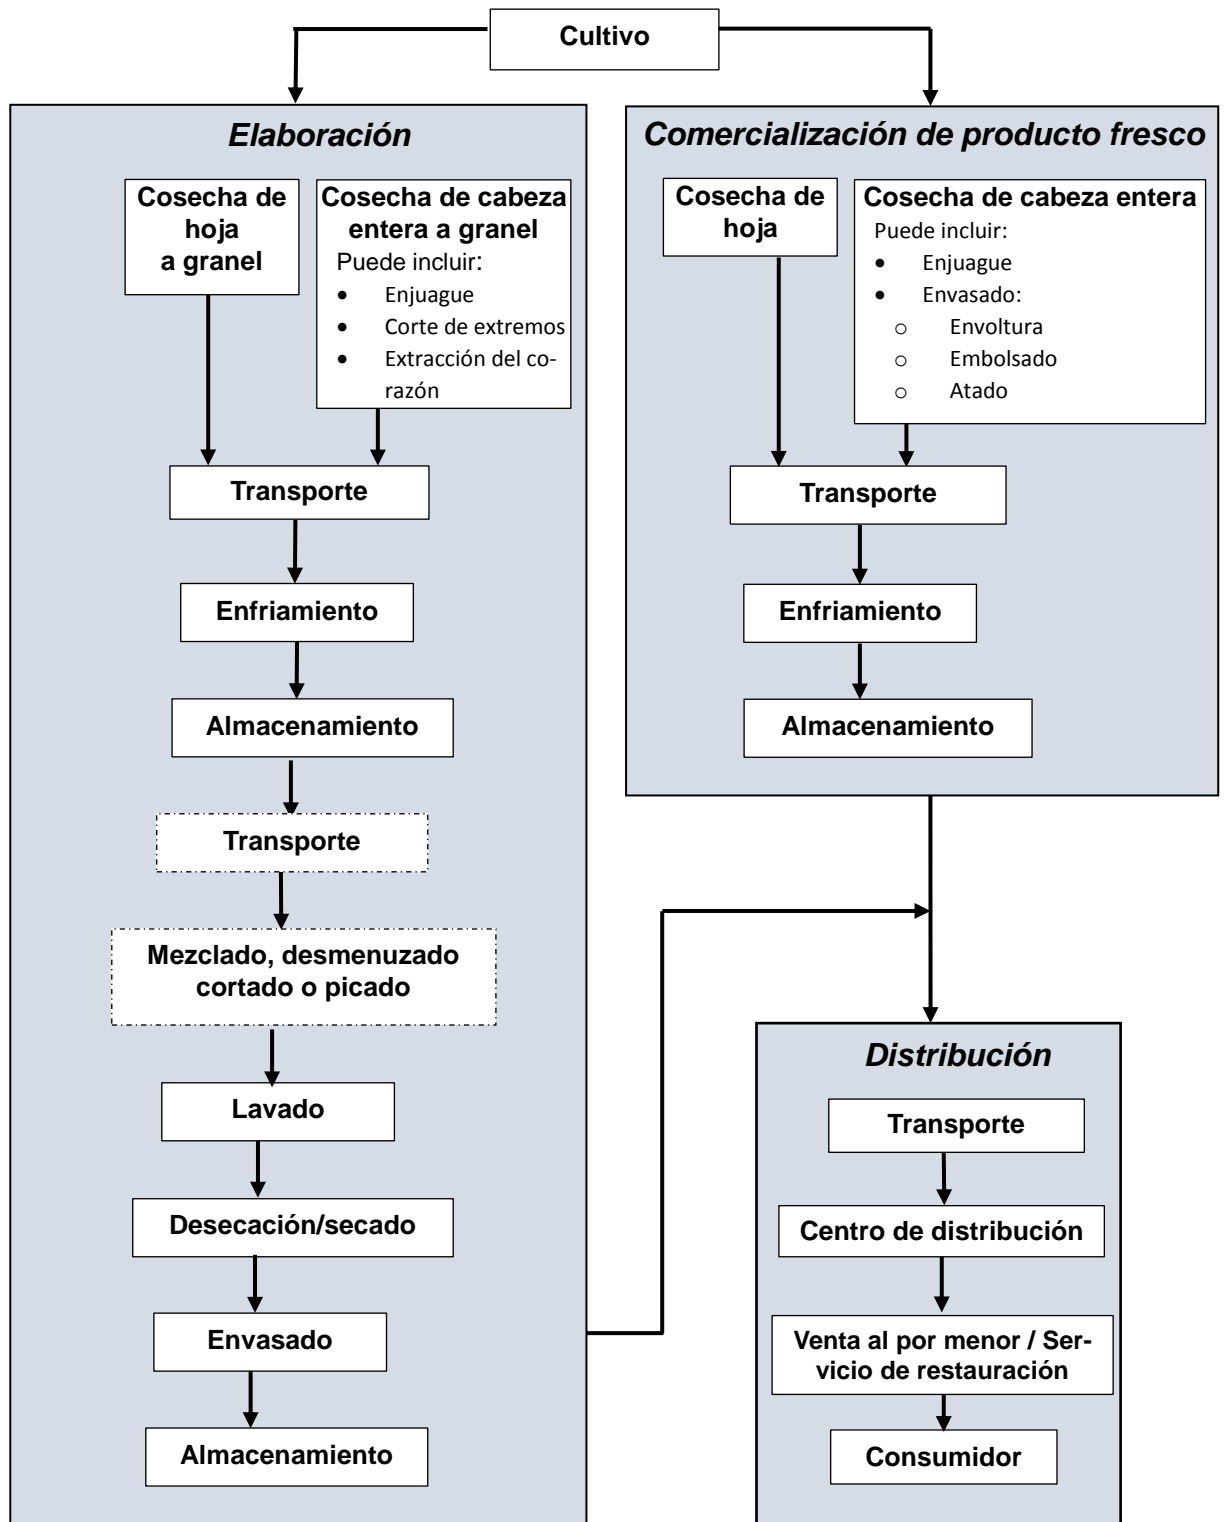 Cultivo
Elaboración
Cosecha de
hoja
a granel
Cosecha de cabeza
entera a granel
Puede incluir:
• Enjuague
• Corte de extremos
• Extracción del co-
razón
Transporte
Enfriamiento
Almacenamiento
Transporte
Mezclado, desmenuzado
cortado o picado
Lavado
Desecación/secado
Envasado
Almacenamiento
Comercialización de producto fresco
Cosecha de
hoja
Cosecha de cabeza entera
Puede incluir:
• Enjuague
• Envasado:
o Envoltura
o Embolsado
o Atado
Transporte
Enfriamiento
Almacenamiento
Distribución
Transporte
Centro de distribución
Venta al por menor / Ser-
vicio de restauración
Consumidor